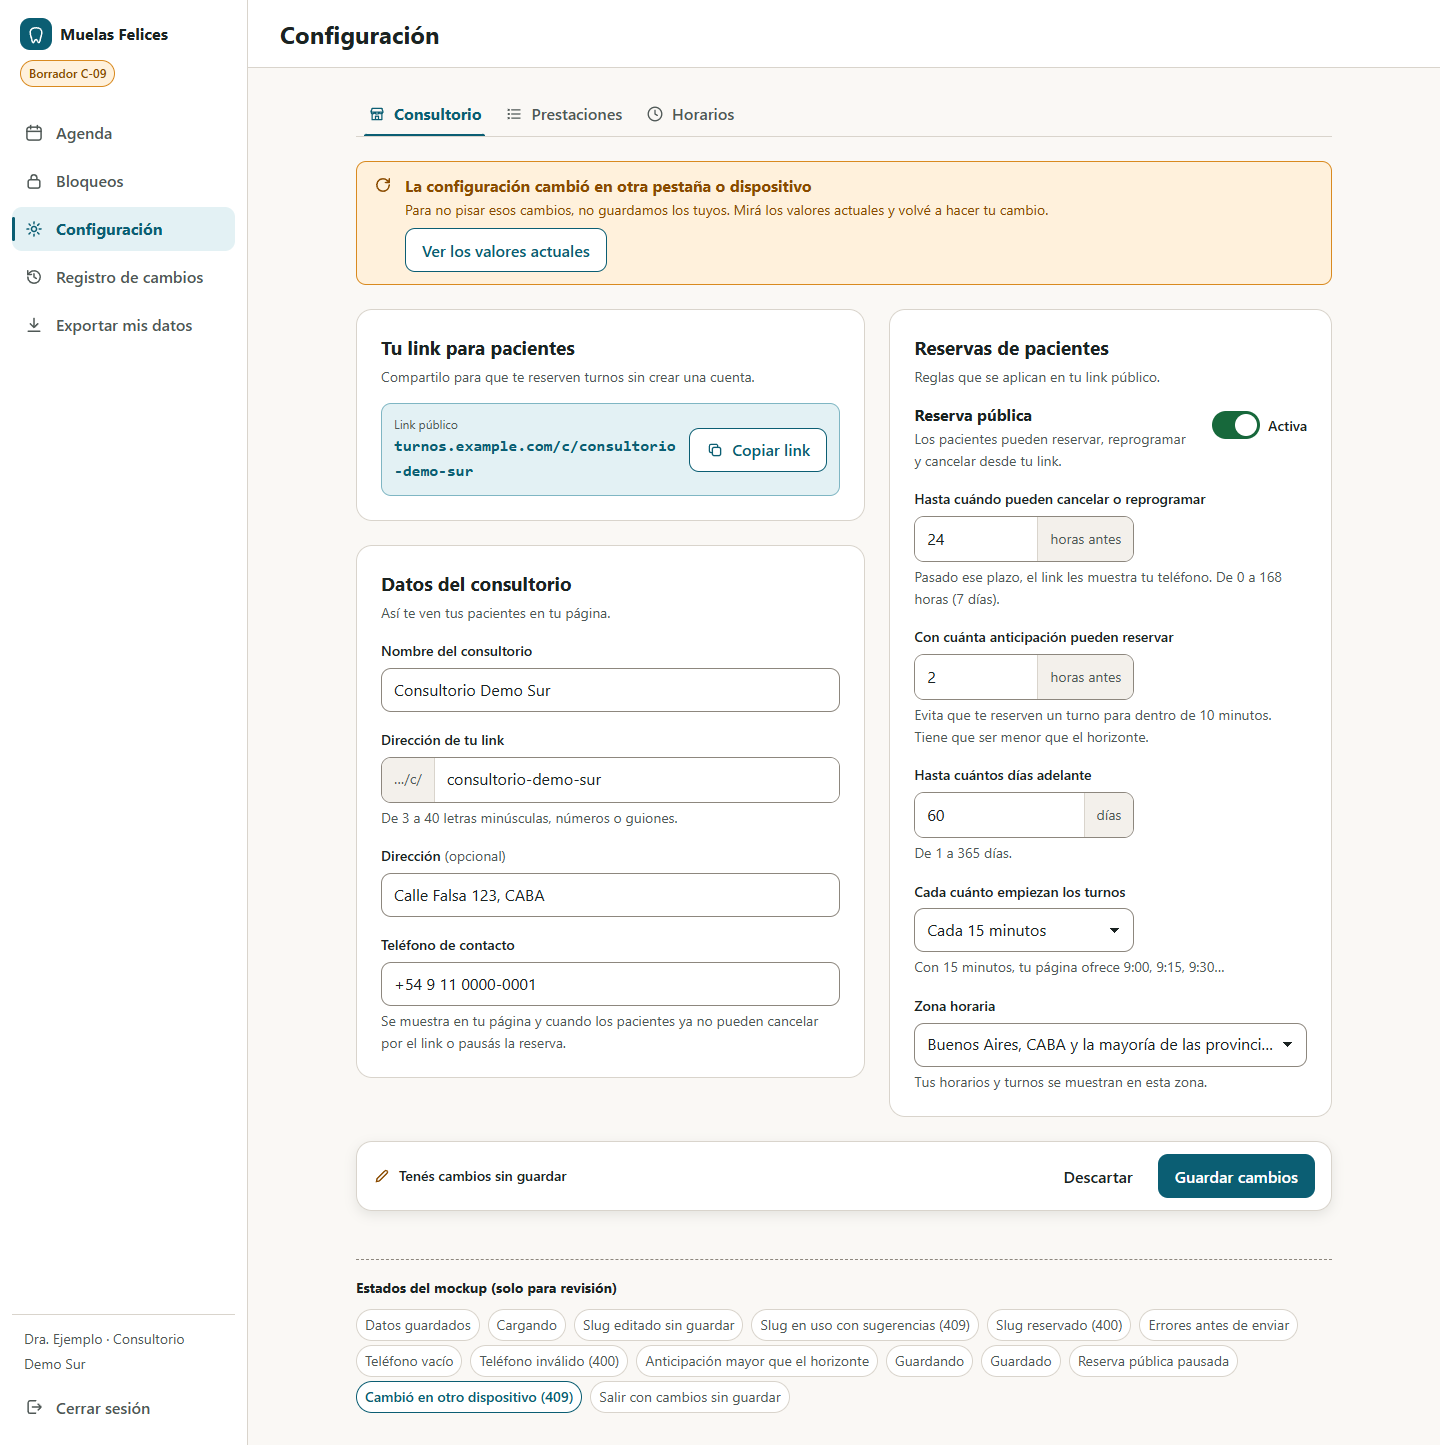 Muelas Felices
Borrador C-09
Agenda
Bloqueos
Configuración
Registro de cambios
Exportar mis datos
Dra. Ejemplo · Consultorio
Demo Sur
Cerrar sesión
Configuración
Consultorio
Prestaciones
Horarios
La configuración cambió en otra pestaña o dispositivo
Para no pisar esos cambios, no guardamos los tuyos. Mirá los valores actuales y volvé a hacer tu cambio.
Ver los valores actuales
Tu link para pacientes
Compartilo para que te reserven turnos sin crear una cuenta.
Link público
turnos.example.com/c/consultorio
-demo-sur
Copiar link
Datos del consultorio
Así te ven tus pacientes en tu página.
Nombre del consultorio
Consultorio Demo Sur
Dirección de tu link
…/c/
consultorio-demo-sur
De 3 a 40 letras minúsculas, números o guiones.
Dirección (opcional)
Calle Falsa 123, CABA
Teléfono de contacto
+54 9 11 0000-0001
Se muestra en tu página y cuando los pacientes ya no pueden cancelar
por el link o pausás la reserva.
Reservas de pacientes
Reglas que se aplican en tu link público.
Reserva pública
Los pacientes pueden reservar, reprogramar
y cancelar desde tu link.
Activa
Hasta cuándo pueden cancelar o reprogramar
24
horas antes
Pasado ese plazo, el link les muestra tu teléfono. De 0 a 168
horas (7 días).
Con cuánta anticipación pueden reservar
2
horas antes
Evita que te reserven un turno para dentro de 10 minutos.
Tiene que ser menor que el horizonte.
Hasta cuántos días adelante
60
días
De 1 a 365 días.
Cada cuánto empiezan los turnos
Cada 15 minutos
Con 15 minutos, tu página ofrece 9:00, 9:15, 9:30…
Zona horaria
Buenos Aires, CABA y la mayoría de las provinci...
Tus horarios y turnos se muestran en esta zona.
Tenés cambios sin guardar
Descartar
Guardar cambios
Estados del mockup (solo para revisión)
Datos guardados
Cargando
Slug editado sin guardar
Slug en uso con sugerencias (409)
Slug reservado (400)
Errores antes de enviar
Teléfono vacío
Teléfono inválido (400)
Anticipación mayor que el horizonte
Guardando
Guardado
Reserva pública pausada
Cambió en otro dispositivo (409)
Salir con cambios sin guardar